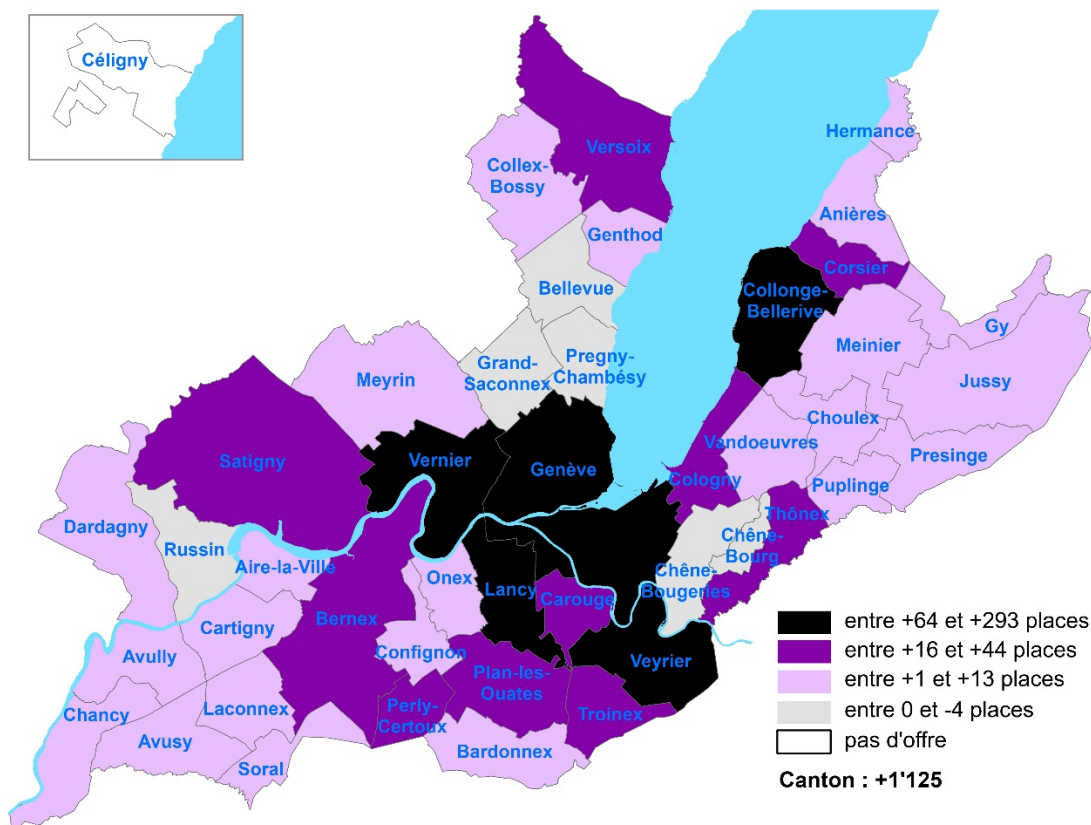 Céligny
Versoix
Hermance
Collex-
Bossy
Anières
Genthod
Corsier
Bellevue
Collonge-
Bellerive
Gy
Meinier
Grand-
Saconnex
Pregny-
Chambésy
Meyrin
Jussy
Choulex
Vandoeuvres
Presinge
Satigny
Vernier
Genève
Cologny
Puplinge
Dardagny
Thônex
Chêne-
Bourg
Russin
Aire-la-Ville
Onex
Chêne-
Bougeries
Lancy
Carouge
Bernex
Cartigny
Confignon
Veyrier
Avully
Plan-les-
Ouates
Chancy
Laconnex
Perly-
Certoux
Troinex
Avusy
Bardonnex
Soral
entre +64 et +293 places
entre +16 et +44 places
entre +1 et +13 places
entre 0 et -4 places
pas d'offre
Canton : +1'125